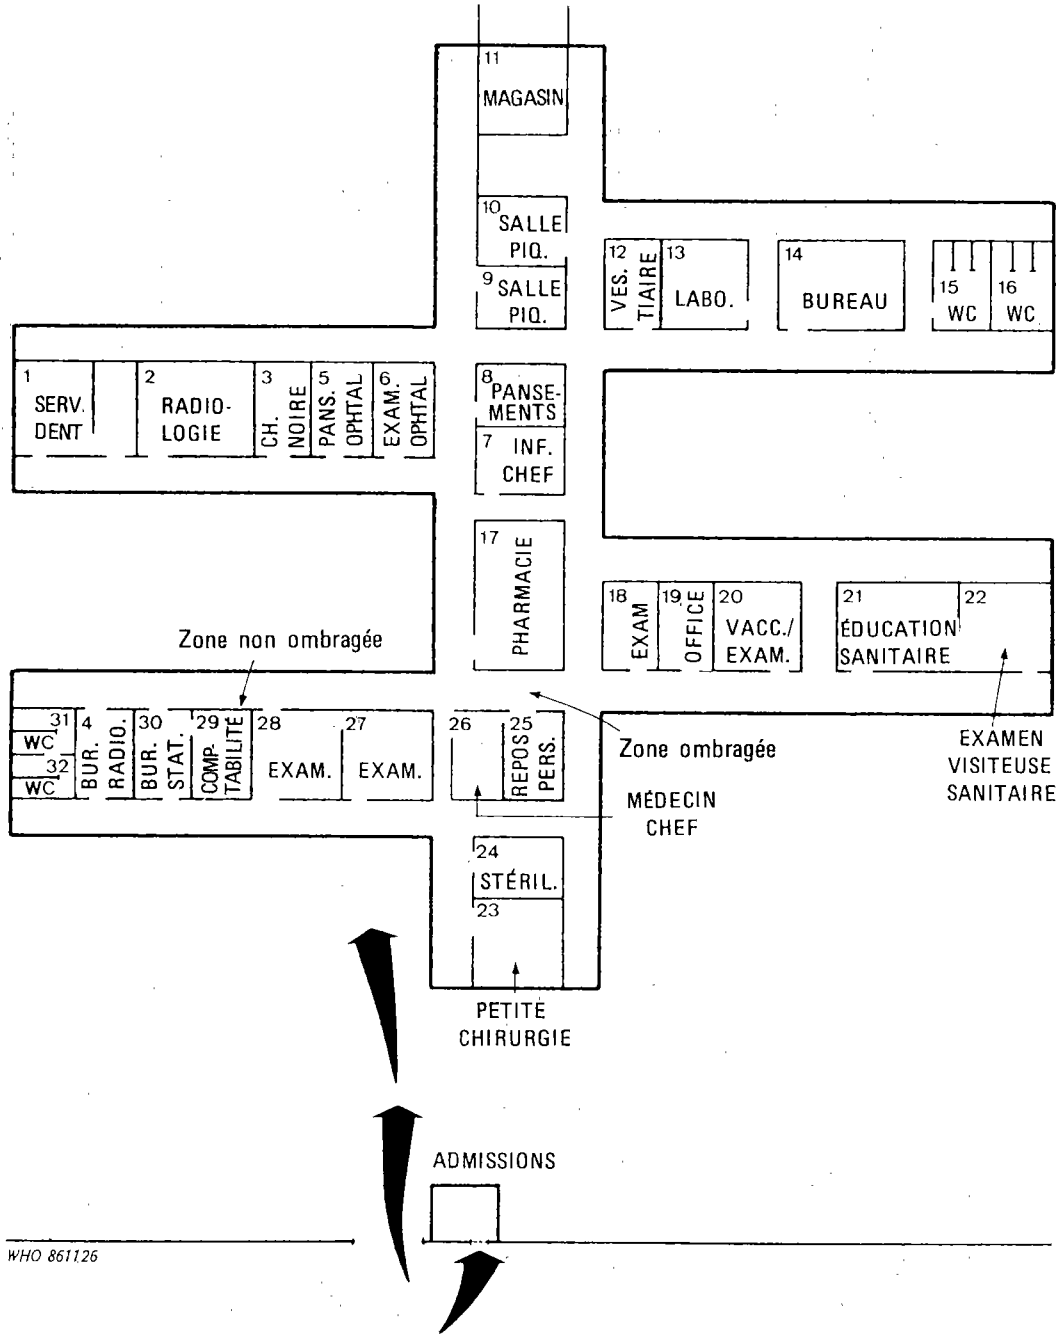 11
MAGASIN
10
SALLE
PIQ.
9
SALLE
PIQ.
12
VES.
TIAIRE
13
LABO.
14
BUREAU
15
WC
16
WC
1
SERV.
DENT
2
RADIO-
LOGIE
3
CH.
NOIRE
5
PANS.
OPHTAL
6
EXAM.
OPHTAL
8
PANSE-
MENTS
7
INF.
CHEF
17
PHARMACIE
18
EXAM
19
OFFICE
20
VACC./
EXAM.
21
ÉDUCATION
SANITAIRE
22
Zone non ombragée
31
WC
32
WC
4
BUR.
RADIO.
30
BUR.
STAT.
29
COMP-
TABILITÉ
28
EXAM.
27
EXAM.
26
25
REPOS
PERS.
Zone ombragée
EXAMEN
VISITEUSE
SANITAIRE
MÉDECIN
CHEF
24
STÉRIL.
23
PETITE
CHIRURGIE
ADMISSIONS
WHO 861126